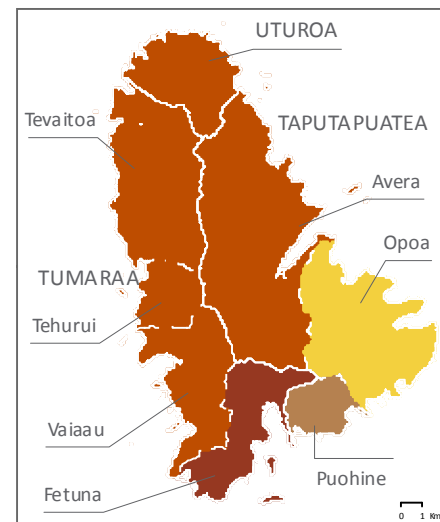 UTUROA
Tevaitoa
TAPUTAPUATEA
Avera
Opoa
TUMARAA
Tehurui
Vaiaau
Puohine
Fetuna
0 1 Km